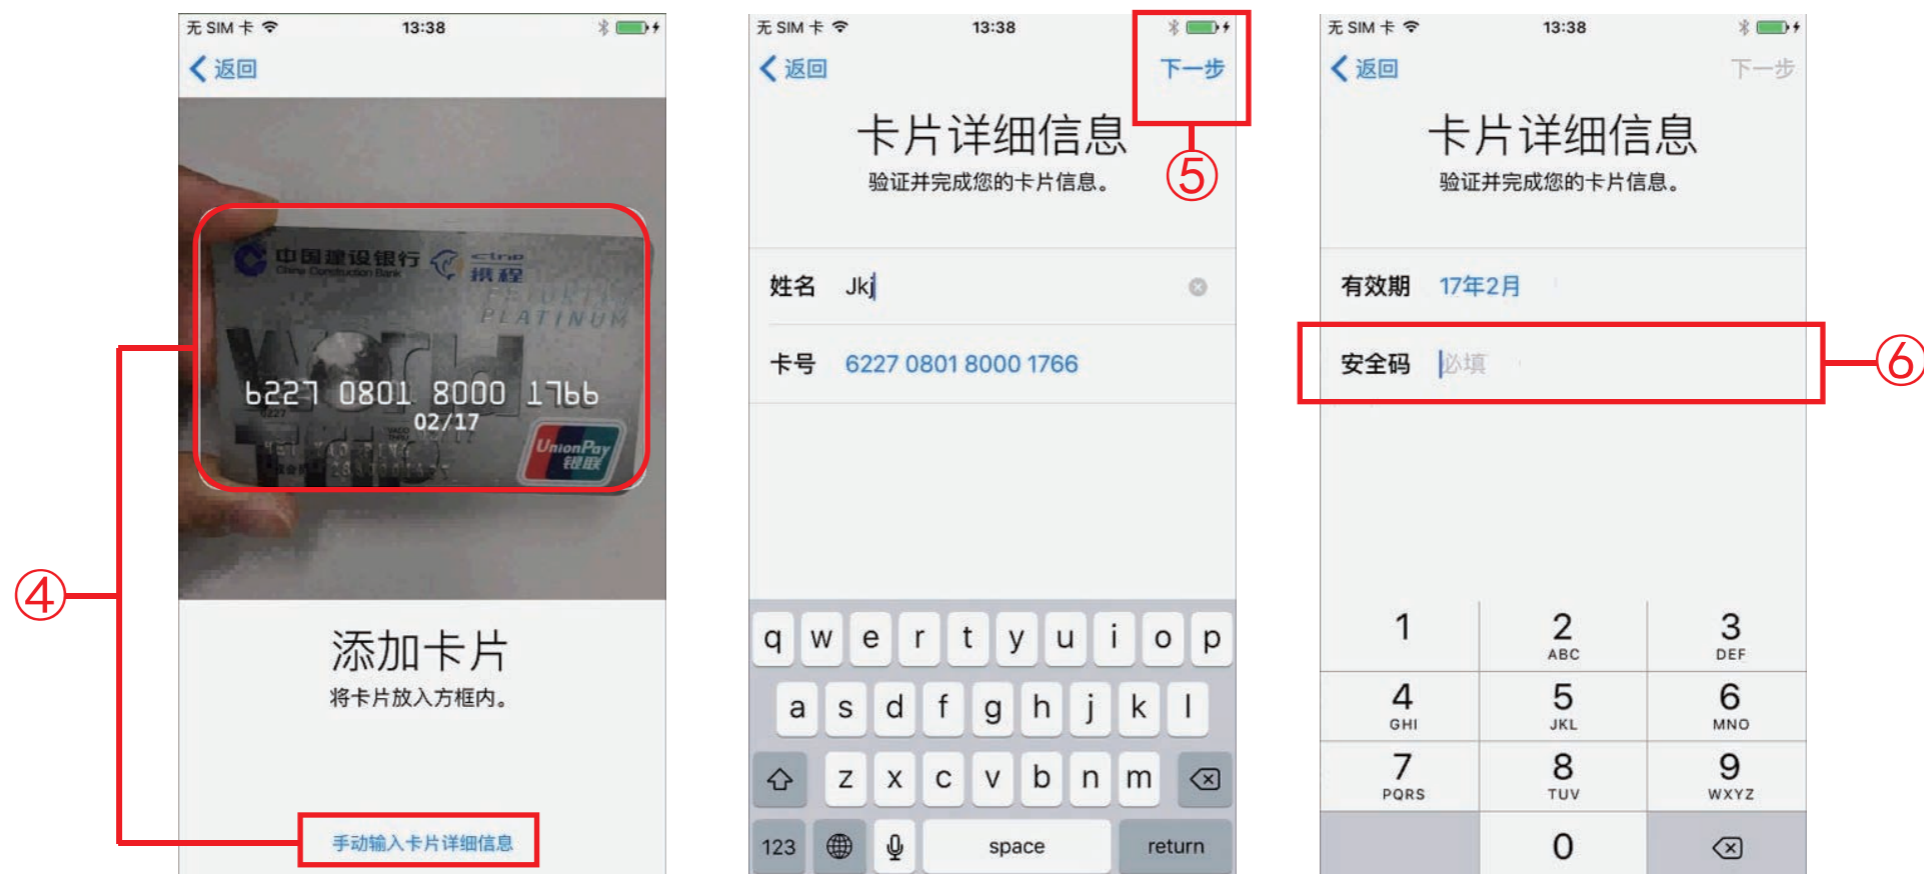 无 SIM 卡
13:38
返回
中国建设银行
China Construction Bank
ctrip
携程
PLATINUM
World
Trip
6227 0801 8000 1766
6227
02/17
UnionPay
银联
④
添加卡片
将卡片放入方框内。
手动输入卡片详细信息
无 SIM 卡
13:38
返回
下一步
⑤
卡片详细信息
验证并完成您的卡片信息。
姓名 Jkj
卡号 6227 0801 8000 1766
q w e r t y u i o p
a s d f g h j k l
z x c v b n m
123 space return
无 SIM 卡
13:38
返回
下一步
卡片详细信息
验证并完成您的卡片信息。
有效期 17年2月
安全码 必填
⑥
1 2 3
ABC DEF
4 5 6
GHI JKL MNO
7 8 9
PQRS TUV WXYZ
0